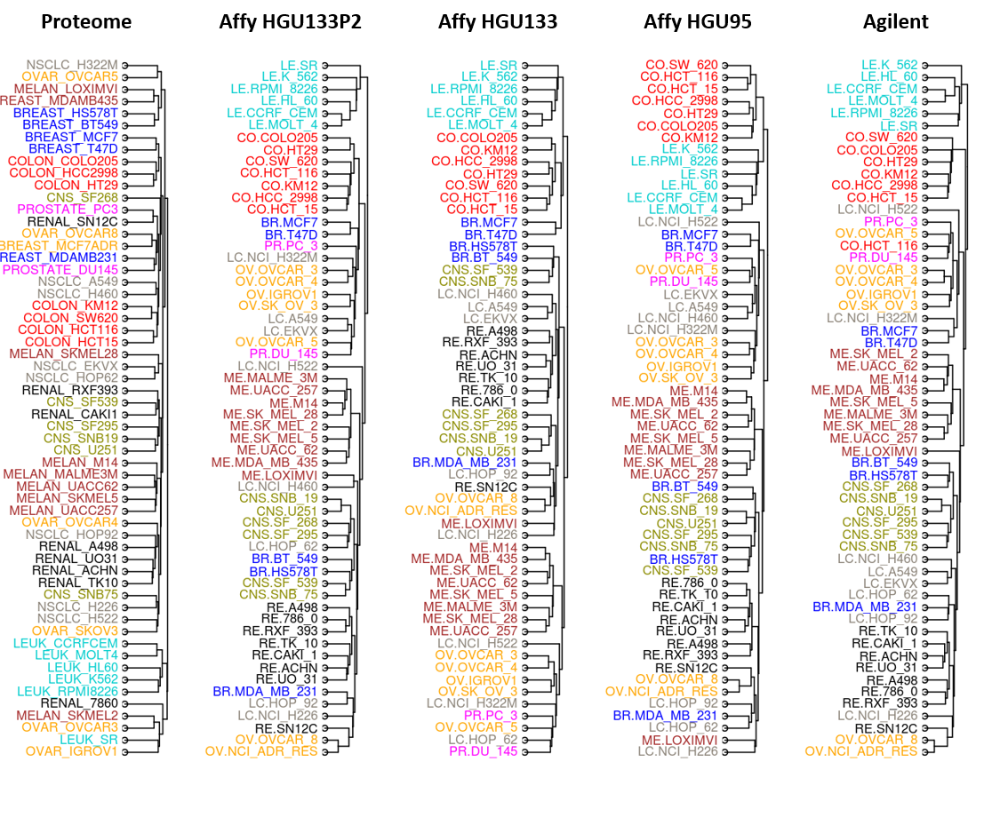 Proteome
NSCLC_H322M
OVAR_OVCAR5
MELAN_LOXIMVI
REAST_MDAMB435
BREAST_HS578T
BREAST_BT549
BREAST_MCF7
BREAST_T47D
COLON_COLO205
COLON_HCC2998
COLON_HT29
CNS_SF268
PROSTATE_PC3
RENAL_SN12C
OVAR_OVCAR8
BREAST_MCF7ADR
REAST_MDAMB231
PROSTATE_DU145
NSCLC_A549
NSCLC_H460
COLON_KM12
COLON_SW620
COLON_HCT116
COLON_HCT15
MELAN_SKMEL28
NSCLC_EKVX
NSCLC_HOP62
RENAL_RXF393
CNS_SF539
RENAL_CAKI1
CNS_SF295
CNS_SNB19
CNS_U251
MELAN_M14
MELAN_MALME3M
MELAN_UACC62
MELAN_SKMEL5
MELAN_UACC257
OVAR_OVCAR4
NSCLC_HOP92
RENAL_A498
RENAL_UO31
RENAL_ACHN
RENAL_TK10
CNS_SNB75
NSCLC_H226
NSCLC_H522
OVAR_SKOV3
LEUK_CCRFCEM
LEUK_MOLT4
LEUK_HL60
LEUK_K562
LEUK_RPMI8226
RENAL_7860
MELAN_SKMEL2
OVAR_OVCAR3
LEUK_SR
OVAR_IGROV1
Affy HGU133P2
LE.SR
LE.K_562
LE.RPMI_8226
LE.HL_60
LE.CCRF_CEM
LE.MOLT_4
CO.COLO205
CO.HT29
CO.SW_620
CO.HCT_116
CO.KM12
CO.HCC_2998
CO.HCT_15
BR.MCF7
BR.T47D
PR.PC_3
LC.NCI_H322M
OV.OVCAR_3
OV.OVCAR_4
OV.IGROV1
OV.SK_OV_3
LC.A549
LC.EKVX
OV.OVCAR_5
PR.DU_145
LC.NCI_H522
ME.MALME_3M
ME.UACC_257
ME.M14
ME.SK_MEL_28
ME.SK_MEL_2
ME.SK_MEL_5
ME.UACC_62
ME.MDA_MB_435
ME.LOXIMVI
LC.NCI_H460
CNS.SNB_19
CNS.U251
CNS.SF_268
CNS.SF_295
LC.HOP_62
BR.BT_549
BR.HS578T
CNS.SF_539
CNS.SNB_75
RE.A498
RE.786_0
RE.RXF_393
RE.TK_10
RE.CAKI_1
RE.ACHN
RE.UO_31
BR.MDA_MB_231
LC.HOP_92
LC.NCI_H226
RE.SN12C
OV.OVCAR_8
OV.NCI_ADR_RES
Affy HGU133
LE.SR
LE.K_562
LE.RPMI_8226
LE.HL_60
LE.CCRF_CEM
LE.MOLT_4
CO.COLO205
CO.KM12
CO.HCC_2998
CO.HT29
CO.SW_620
CO.HCT_116
CO.HCT_15
BR.MCF7
BR.T47D
BR.HS578T
BR.BT_549
CNS.SF_539
CNS.SNB_75
LC.NCI_H460
LC.A549
LC.EKVX
RE.A498
RE.RXF_393
RE.ACHN
RE.UO_31
RE.TK_10
RE.786_0
RE.CAKI_1
CNS.SF_268
CNS.SF_295
CNS.SNB_19
CNS.U251
BR.MDA_MB_231
LC.HOP_92
RE.SN12C
OV.OVCAR_8
OV.NCI_ADR_RES
ME.LOXIMVI
LC.NCI_H226
ME.M14
ME.MDA_MB_435
ME.SK_MEL_2
ME.UACC_62
ME.SK_MEL_5
ME.MALME_3M
ME.SK_MEL_28
ME.UACC_257
LC.NCI_H522
OV.OVCAR_3
OV.OVCAR_4
OV.IGROV1
OV.SK_OV_3
LC.NCI_H322M
PR.PC_3
OV.OVCAR_5
LC.HOP_62
PR.DU_145
Affy HGU95
CO.SW_620
CO.HCT_116
CO.HCT_15
CO.HCC_2998
CO.HT29
CO.COLO205
CO.KM12
LE.K_562
LE.RPMI_8226
LE.SR
LE.HL_60
LE.CCRF_CEM
LE.MOLT_4
LC.NCI_H522
BR.MCF7
BR.T47D
PR.PC_3
OV.OVCAR_5
PR.DU_145
LC.EKVX
LC.A549
LC.NCI_H460
LC.NCI_H322M
OV.OVCAR_3
OV.OVCAR_4
OV.IGROV1
OV.SK_OV_3
ME.M14
ME.MDA_MB_435
ME.SK_MEL_2
ME.UACC_62
ME.SK_MEL_5
ME.MALME_3M
ME.SK_MEL_28
ME.UACC_257
BR.BT_549
CNS.SF_268
CNS.SNB_19
CNS.U251
CNS.SF_295
CNS.SNB_75
BR.HS578T
CNS.SF_539
RE.786_0
RE.TK_10
RE.CAKI_1
RE.ACHN
RE.UO_31
RE.A498
RE.RXF_393
RE.SN12C
OV.OVCAR_8
OV.NCI_ADR_RES
LC.HOP_92
BR.MDA_MB_231
LC.HOP_62
ME.LOXIMVI
LC.NCI_H226
Agilent
LE.K_562
LE.HL_60
LE.CCRF_CEM
LE.MOLT_4
LE.RPMI_8226
LE.SR
CO.SW_620
CO.COLO205
CO.HT29
CO.KM12
CO.HCC_2998
CO.HCT_15
LC.NCI_H522
PR.PC_3
OV.OVCAR_5
CO.HCT_116
PR.DU_145
OV.OVCAR_3
OV.OVCAR_4
OV.IGROV1
OV.SK_OV_3
LC.NCI_H322M
BR.MCF7
BR.T47D
ME.SK_MEL_2
ME.UACC_62
ME.M14
ME.MDA_MB_435
ME.SK_MEL_5
ME.MALME_3M
ME.SK_MEL_28
ME.UACC_257
ME.LOXIMVI
BR.BT_549
BR.HS578T
CNS.SF_268
CNS.SNB_19
CNS.U251
CNS.SF_295
CNS.SF_539
CNS.SNB_75
LC.NCI_H460
LC.A549
LC.EKVX
LC.HOP_62
BR.MDA_MB_231
LC.HOP_92
RE.TK_10
RE.CAKI_1
RE.ACHN
RE.UO_31
RE.A498
RE.786_0
RE.RXF_393
LC.NCI_H226
RE.SN12C
OV.OVCAR_8
OV.NCI_ADR_RES